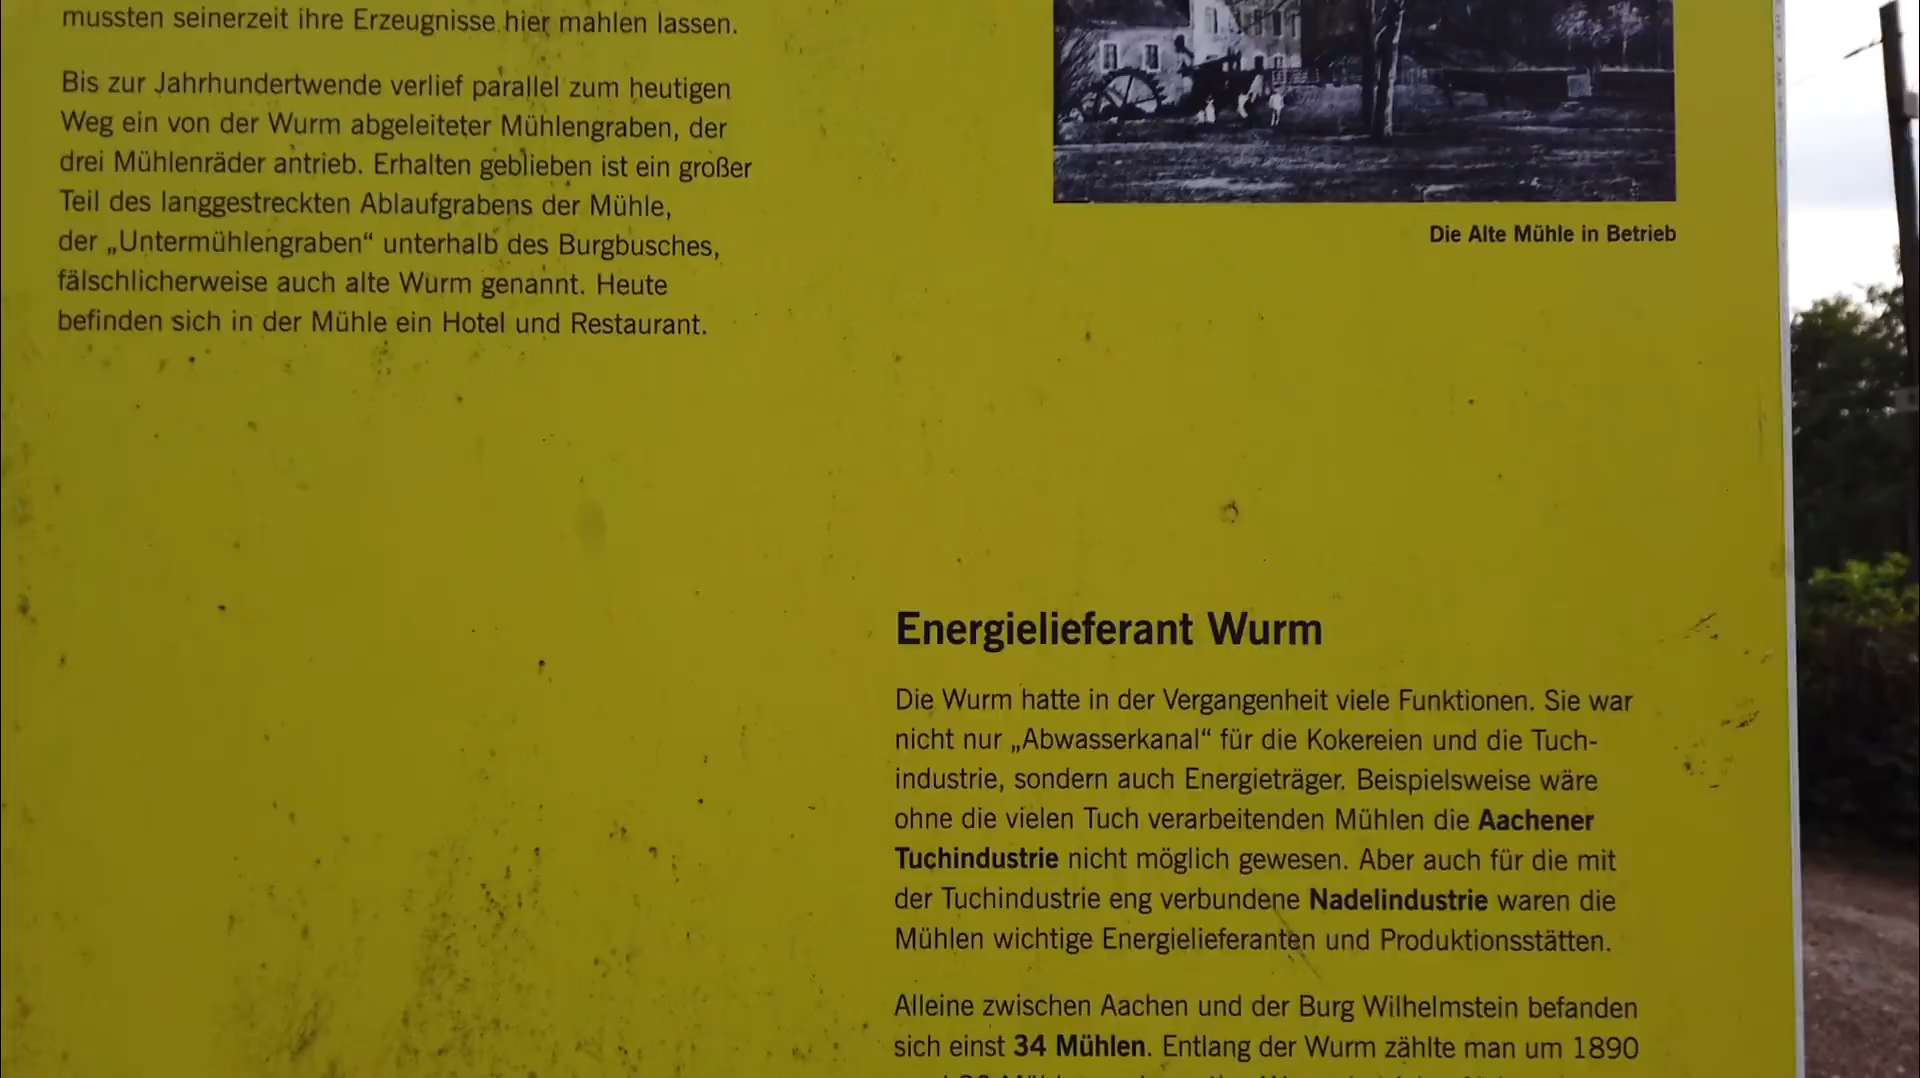 mussten seinerzeit ihre Erzeugnisse hier mahlen lassen.
Bis zur Jahrhundertwende verlief parallel zum heutigen
Weg ein von der Wurm abgeleiteter Mühlengraben, der
drei Mühlenräder antrieb. Erhalten geblieben ist ein großer
Teil des langgestreckten Ablaufgrabens der Mühle,
der „Untermühlengraben“ unterhalb des Burgbusches,
fälschlicherweise auch alte Wurm genannt. Heute
befinden sich in der Mühle ein Hotel und Restaurant.
Die Alte Mühle in Betrieb
Energielieferant Wurm
Die Wurm hatte in der Vergangenheit viele Funktionen. Sie war
nicht nur „Abwasserkanal“ für die Kokereien und die Tuch-
industrie, sondern auch Energieträger. Beispielsweise wäre
ohne die vielen Tuch verarbeitenden Mühlen die Aachener
Tuchindustrie nicht möglich gewesen. Aber auch für die mit
der Tuchindustrie eng verbundene Nadelindustrie waren die
Mühlen wichtige Energielieferanten und Produktionsstätten.
Alleine zwischen Aachen und der Burg Wilhelmstein befanden
sich einst 34 Mühlen. Entlang der Wurm zählte man um 1890